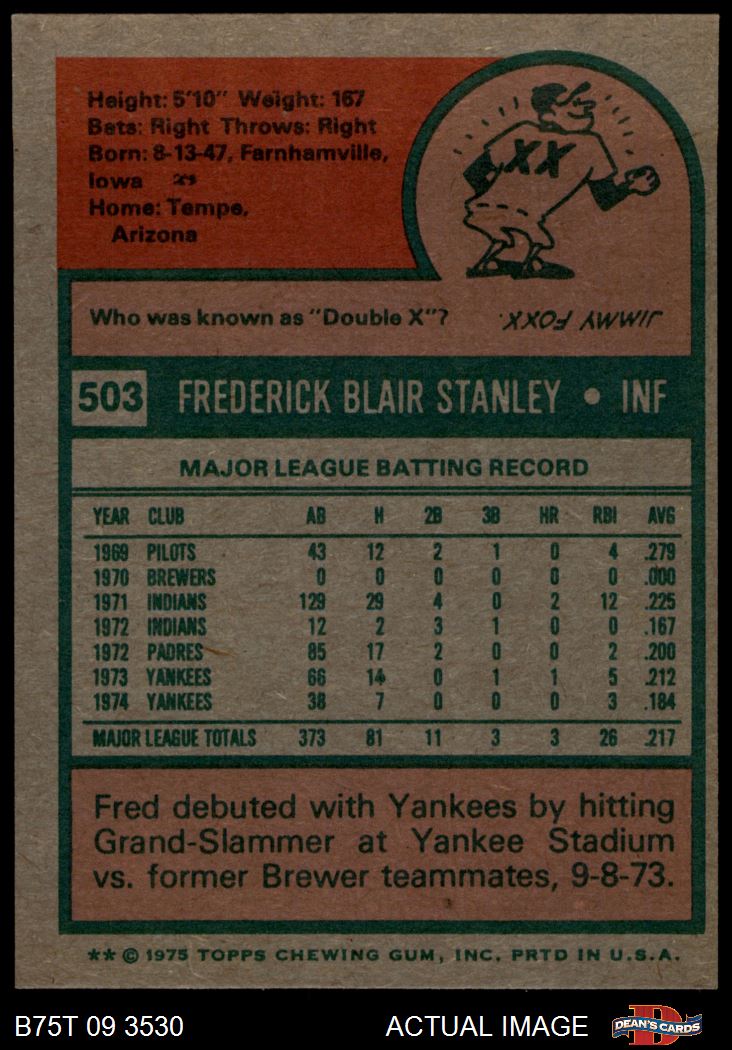 Height: 5'10" Weight: 167
Bats: Right Throws: Right
Born: 8-13-47, Farnhamville,
Iowa
Home: Tempe,
Arizona
XX
Who was known as "Double X"?
JIMMY FOXX.
503 FREDERICK BLAIR STANLEY • INF
MAJOR LEAGUE BATTING RECORD
YEAR CLUB AB H 2B 3B HR RBI AVG
1969 PILOTS 43 12 2 1 0 4 .279
1970 BREWERS 0 0 0 0 0 0 .000
1971 INDIANS 129 29 4 0 2 12 .225
1972 INDIANS 12 2 3 1 0 0 .167
1972 PADRES 85 17 2 0 0 2 .200
1973 YANKEES 66 14 0 1 1 5 .212
1974 YANKEES 38 7 0 0 0 3 .184
MAJOR LEAGUE TOTALS 373 81 11 3 3 26 .217
Fred debuted with Yankees by hitting
Grand-Slammer at Yankee Stadium
vs. former Brewer teammates, 9-8-73.
** © 1975 TOPPS CHEWING GUM, INC. PRTD IN U.S.A.
B75T 09 3530 ACTUAL IMAGE DEAN'S CARDS